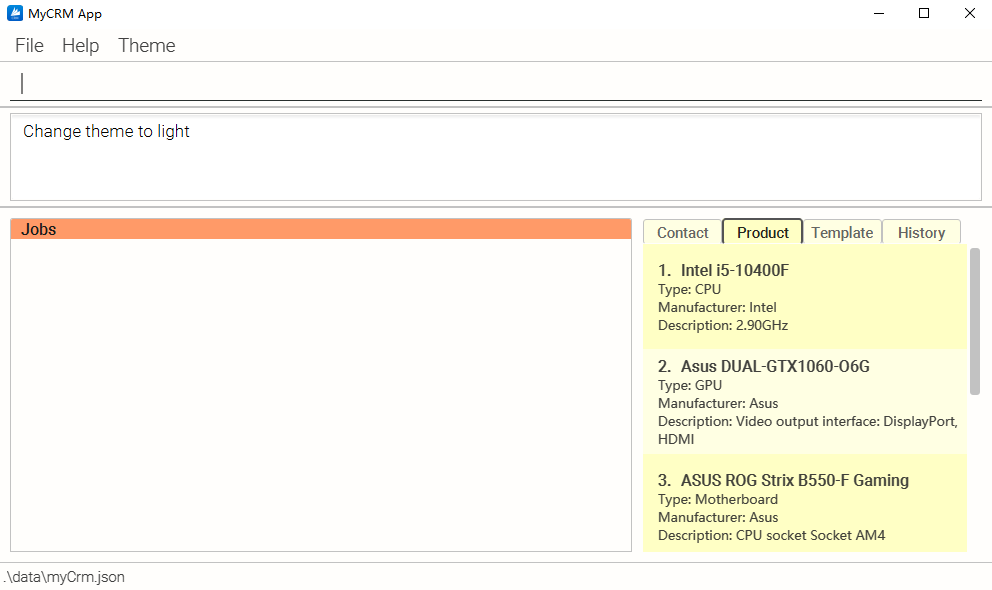 MyCRM App
File Help Theme
Change theme to light
Jobs
Contact Product Template History
1. Intel i5-10400F
Type: CPU
Manufacturer: Intel
Description: 2.90GHz
2. Asus DUAL-GTX1060-O6G
Type: GPU
Manufacturer: Asus
Description: Video output interface: DisplayPort,
HDMI
3. ASUS ROG Strix B550-F Gaming
Type: Motherboard
Manufacturer: Asus
Description: CPU socket Socket AM4
.\data\myCrm.json